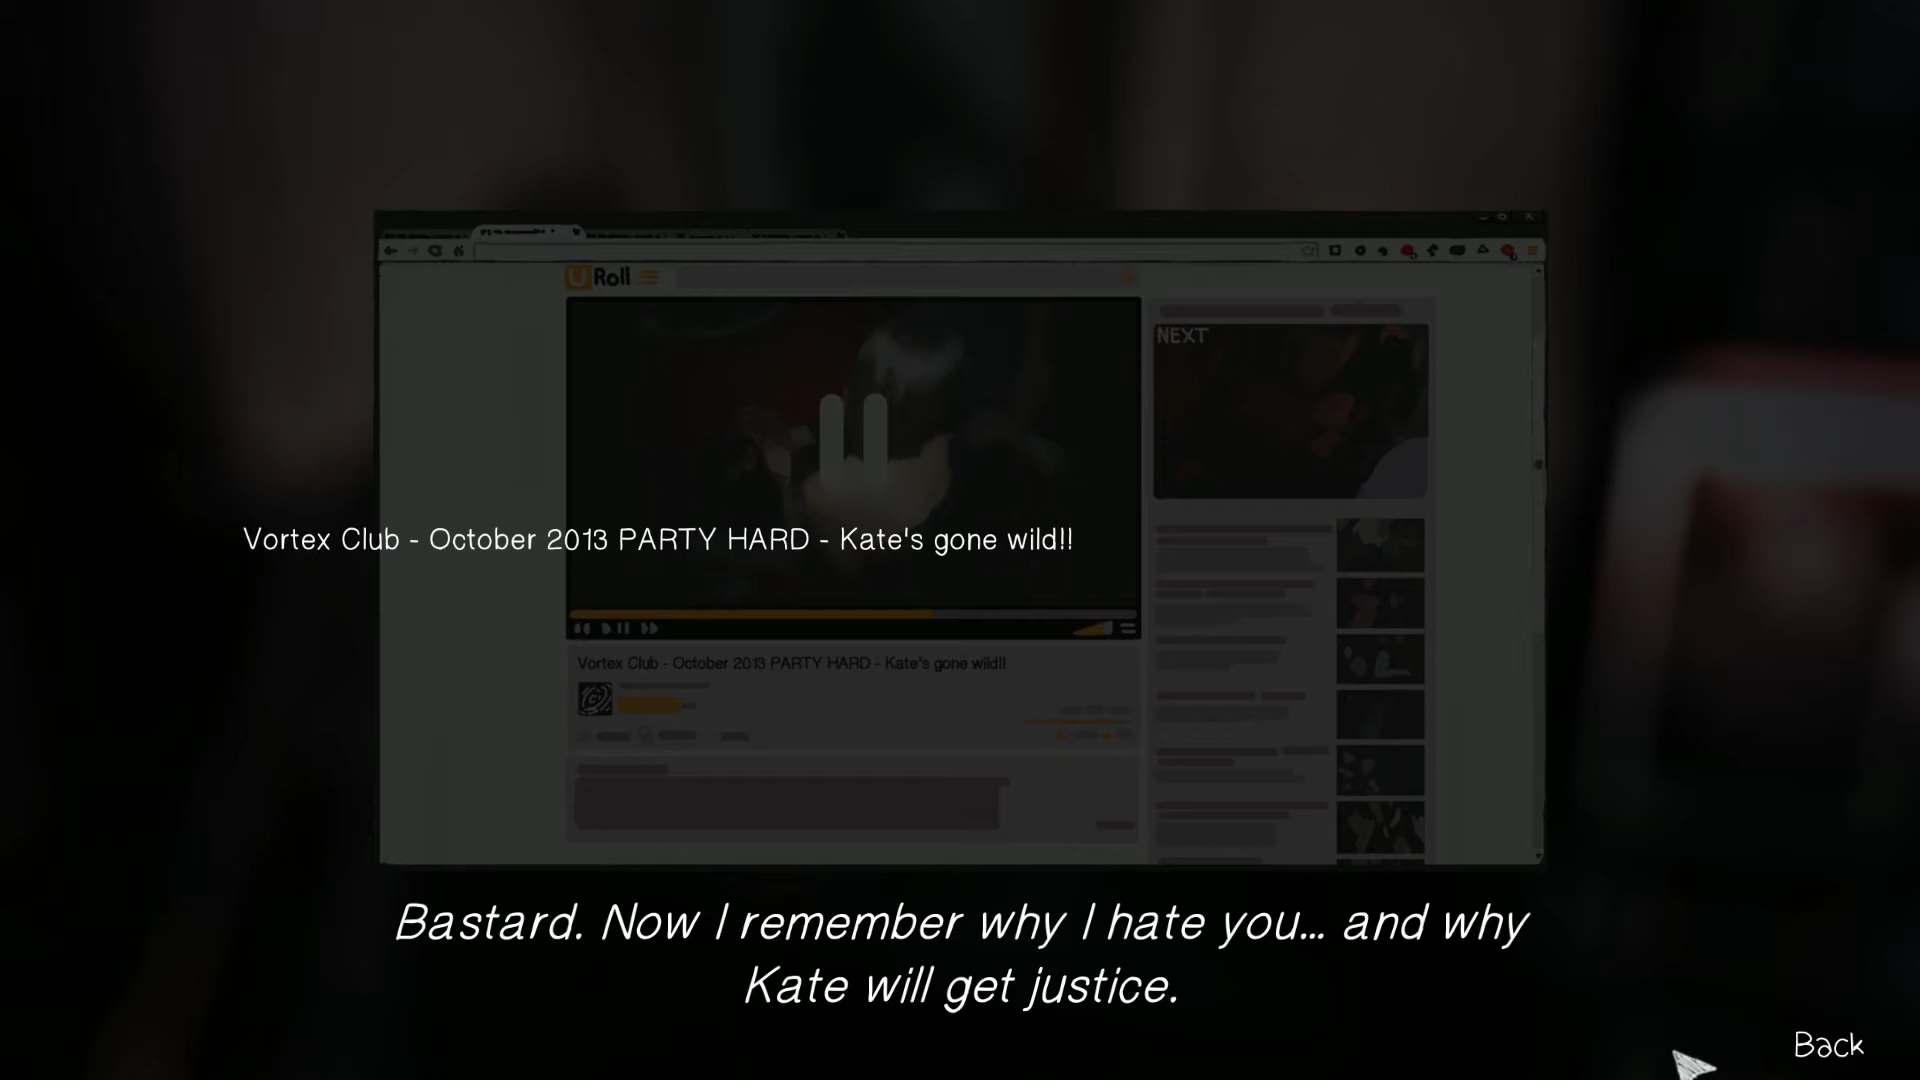 U Roll
NEXT
Vortex Club - October 2013 PARTY HARD - Kate's gone wild!!
Vortex Club - October 2013 PARTY HARD - Kate's gone wild!!
Bastard. Now I remember why I hate you... and why
Kate will get justice.
Back